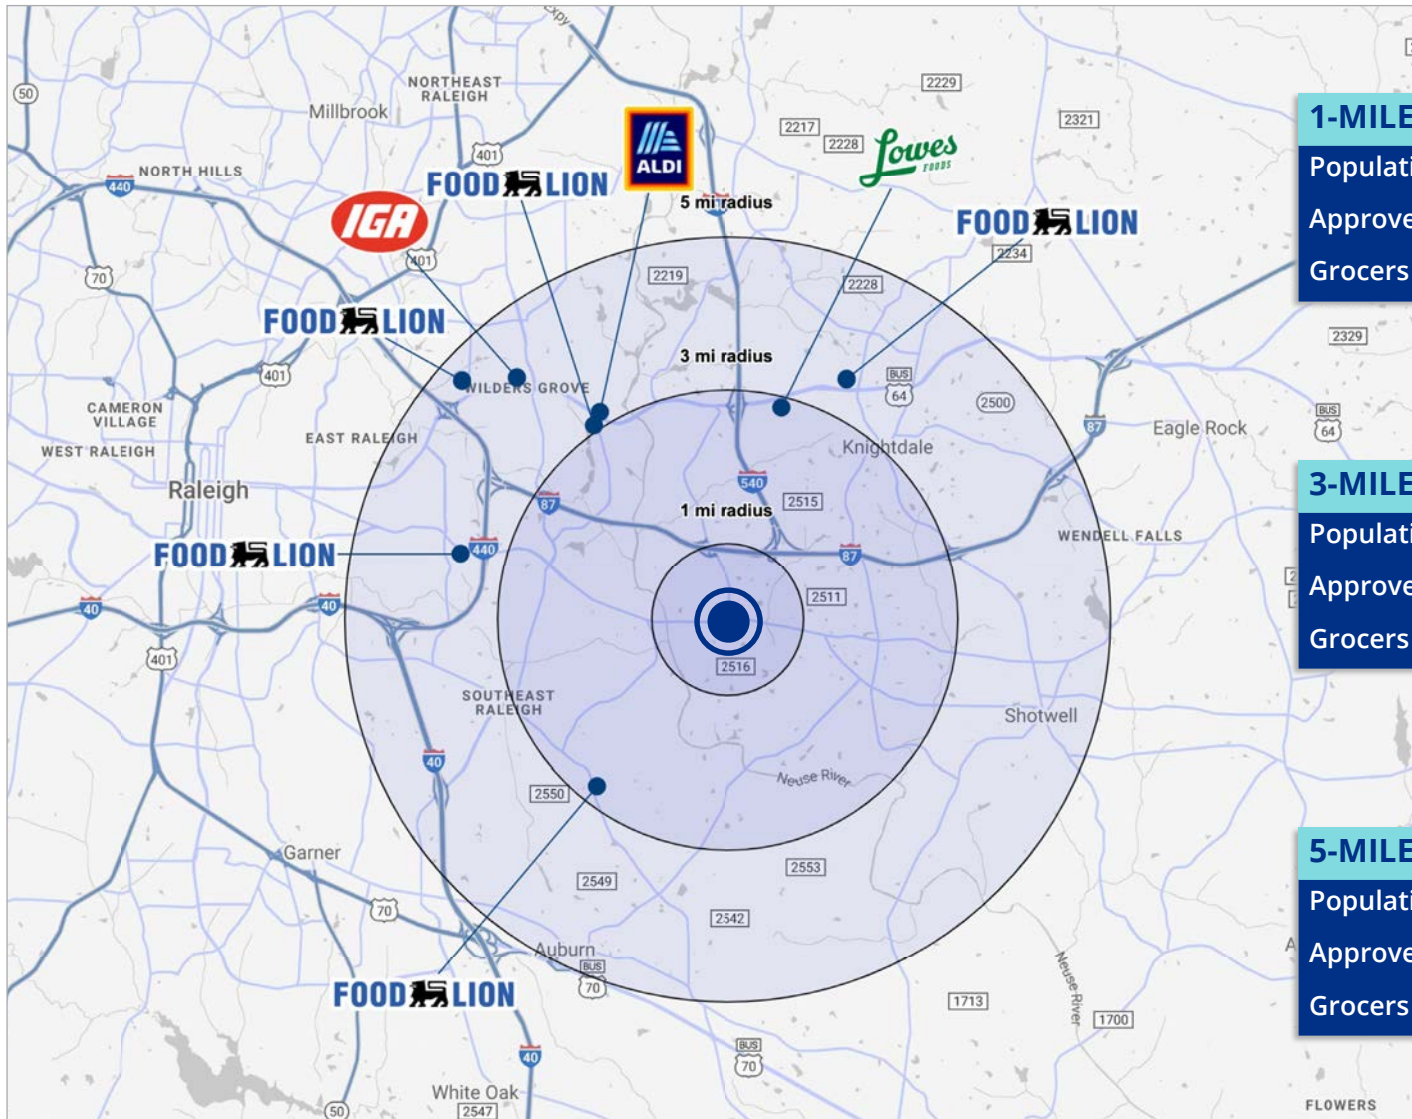 Expy
50
NORTHEAST
RALEIGH
Millbrook
401
2229
2217
2228
2321
Lowes
FOODS
ALDI
NORTH HILLS
440
FOOD LION
5 mi radius
IGA
FOOD LION
401
2234
70
2219
2228
FOOD LION
2329
3 mi radius
401
WILDERS GROVE
BUS
64
2500
CAMERON
VILLAGE
EAST RALEIGH
WEST RALEIGH
Knightdale
87
Eagle Rock
BUS
64
Raleigh
540
87
2515
1 mi radius
FOOD LION
440
87
WENDELL FALLS
40
40
2511
401
2516
SOUTHEAST
RALEIGH
Shotwell
40
2550
Neuse River
Garner
2549
2553
70
2542
Auburn
BUS
70
FOOD LION
Neuse River
1713
1700
40
BUS
70
White Oak
50
2547
FLOWERS
1-MILE
Populati
Approve
Grocers
3-MILE
Populati
Approve
Grocers
5-MILE
Populati
Approve
Grocers